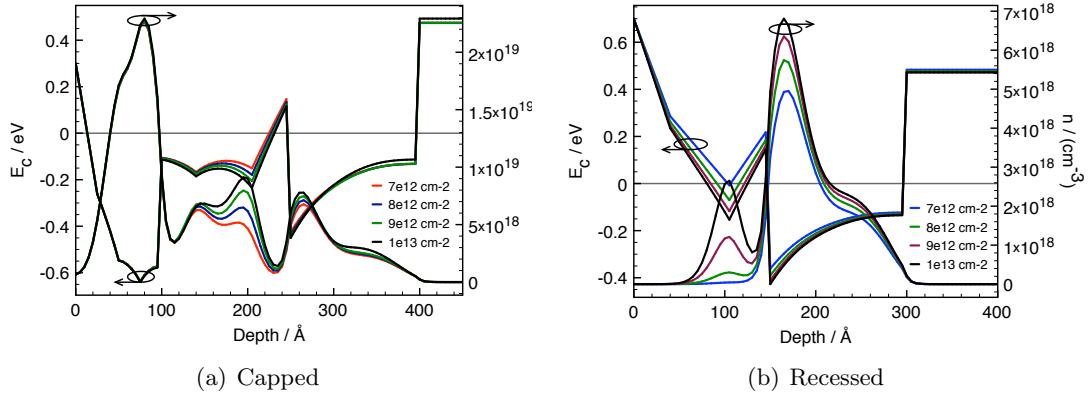 0.4
0.2
0
-0.2
-0.4
-0.6
E_C / eV
2×10^19
1.5×10^19
1×10^19
5×10^18
0
7e12 cm-2
8e12 cm-2
9e12 cm-2
1e13 cm-2
0 100 200 300 400
Depth / Å
(a) Capped
0.6
0.4
0.2
0
-0.2
-0.4
E_C / eV
7×10^18
6×10^18
5×10^18
4×10^18
3×10^18
2×10^18
1×10^18
0
n / (cm^-3)
7e12 cm-2
8e12 cm-2
9e12 cm-2
1e13 cm-2
0 100 200 300 400
Depth / Å
(b) Recessed